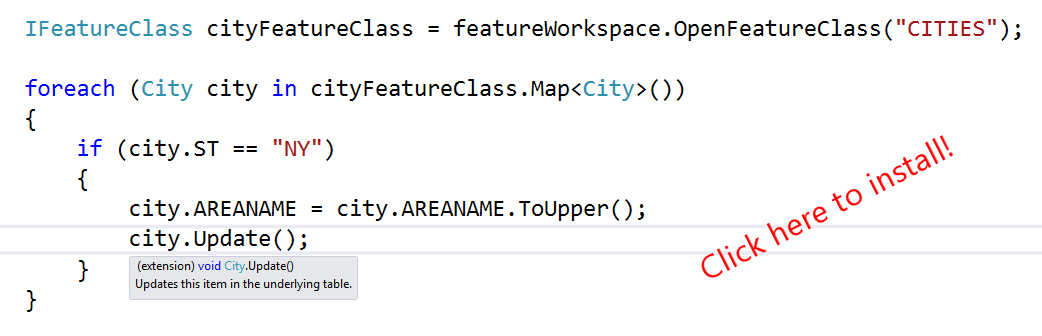 IFeatureClass cityFeatureClass = featureWorkspace.OpenFeatureClass("CITIES");
foreach (City city in cityFeatureClass.Map<City>())
{
    if (city.ST == "NY")
    {
        city.AREANAME = city.AREANAME.ToUpper();
        city.Update();
    }
(extension) void City.Update()
Updates this item in the underlying table.
}
Click here to install!